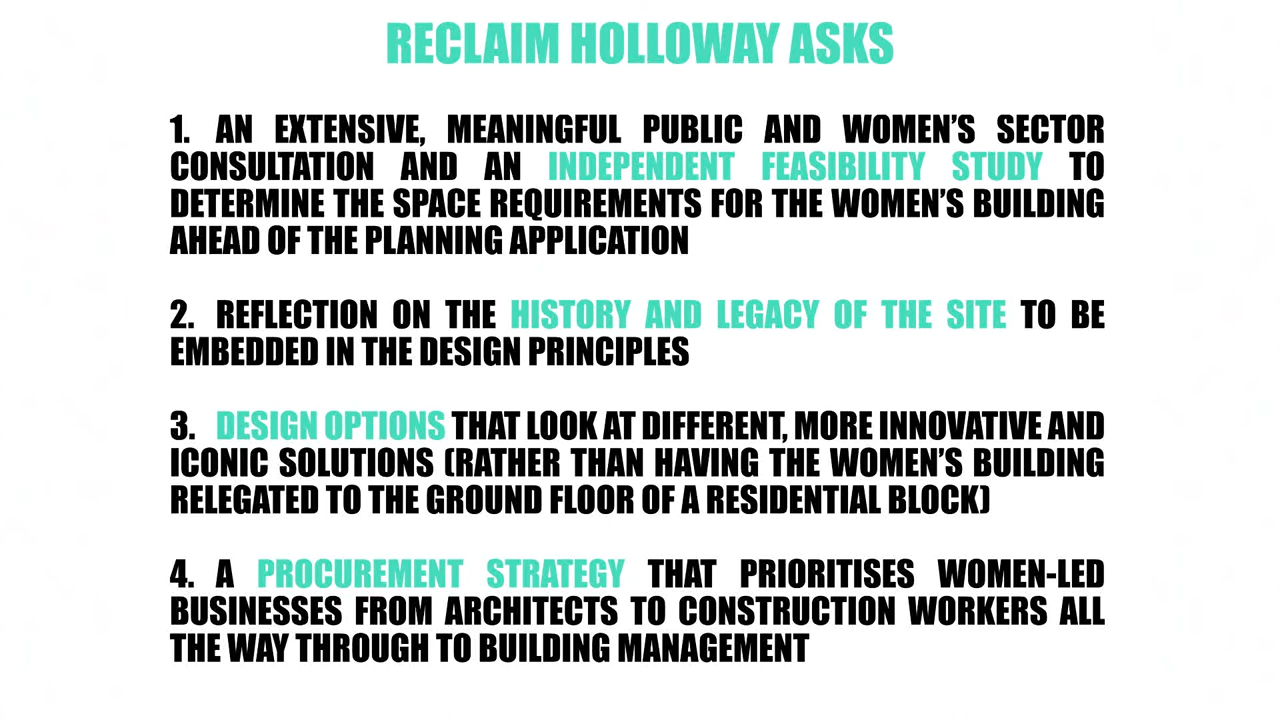 RECLAIM HOLLOWAY ASKS
1. AN EXTENSIVE, MEANINGFUL PUBLIC AND WOMEN'S SECTOR
CONSULTATION AND AN INDEPENDENT FEASIBILITY STUDY TO
DETERMINE THE SPACE REQUIREMENTS FOR THE WOMEN'S BUILDING
AHEAD OF THE PLANNING APPLICATION
2. REFLECTION ON THE HISTORY AND LEGACY OF THE SITE TO BE
EMBEDDED IN THE DESIGN PRINCIPLES
3. DESIGN OPTIONS THAT LOOK AT DIFFERENT, MORE INNOVATIVE AND
ICONIC SOLUTIONS (RATHER THAN HAVING THE WOMEN'S BUILDING
RELEGATED TO THE GROUND FLOOR OF A RESIDENTIAL BLOCK)
4. A PROCUREMENT STRATEGY THAT PRIORITISES WOMEN-LED
BUSINESSES FROM ARCHITECTS TO CONSTRUCTION WORKERS ALL
THE WAY THROUGH TO BUILDING MANAGEMENT